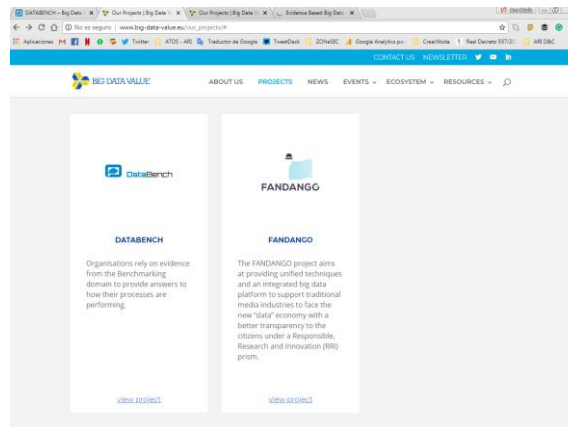 DATABENCH – Big Data
Our Projects | Big Data
Our Projects | Big Data
Evidence Based Big Data
No es seguro | www.big-data-value.eu/our_projects/#
Aplicaciones
Twitter
ATOS - ARI
Traductor de Google
TweetDeck
ZONeSEC
Google Analytics pa
Real Decreto 557/20
ARI D&C
CONTACT US NEWSLETTER
BIG DATA VALUE
ABOUT US PROJECTS NEWS EVENTS ECOSYSTEM RESOURCES
DataBench
FANDANGO
DATABENCH
Organisations rely on evidence
from the Benchmarking
domain to provide answers to
how their processes are
performing.
view project
FANDANGO
The FANDANGO project aims
at providing unified techniques
and an integrated big data
platform to support traditional
media industries to face the
new "data" economy with a
better transparency to the
citizens under a Responsible,
Research and Innovation (RRI)
prism.
view project